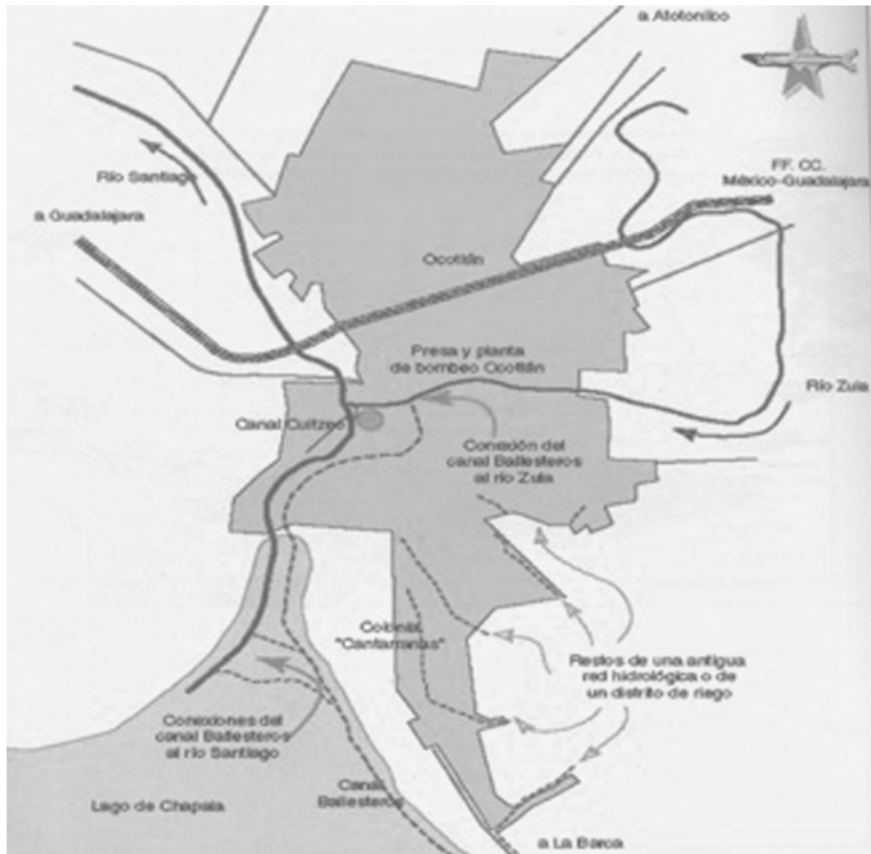 a Atotonilco
FF. CC.
México-Guadalajara
Río Santiago
a Guadalajara
Ocotlán
Presa y planta
de bombeo Ocotlán
Río Zula
Canal Cuitzeo
Conexión del
canal Ballesteros
al río Zula
Colonia
"Cantarranas"
Restos de una antigua
red hidrológica o de
un distrito de riego
Conexiones del
canal Ballesteros
al río Santiago
Canal
Ballesteros
Lago de Chapala
a La Barca